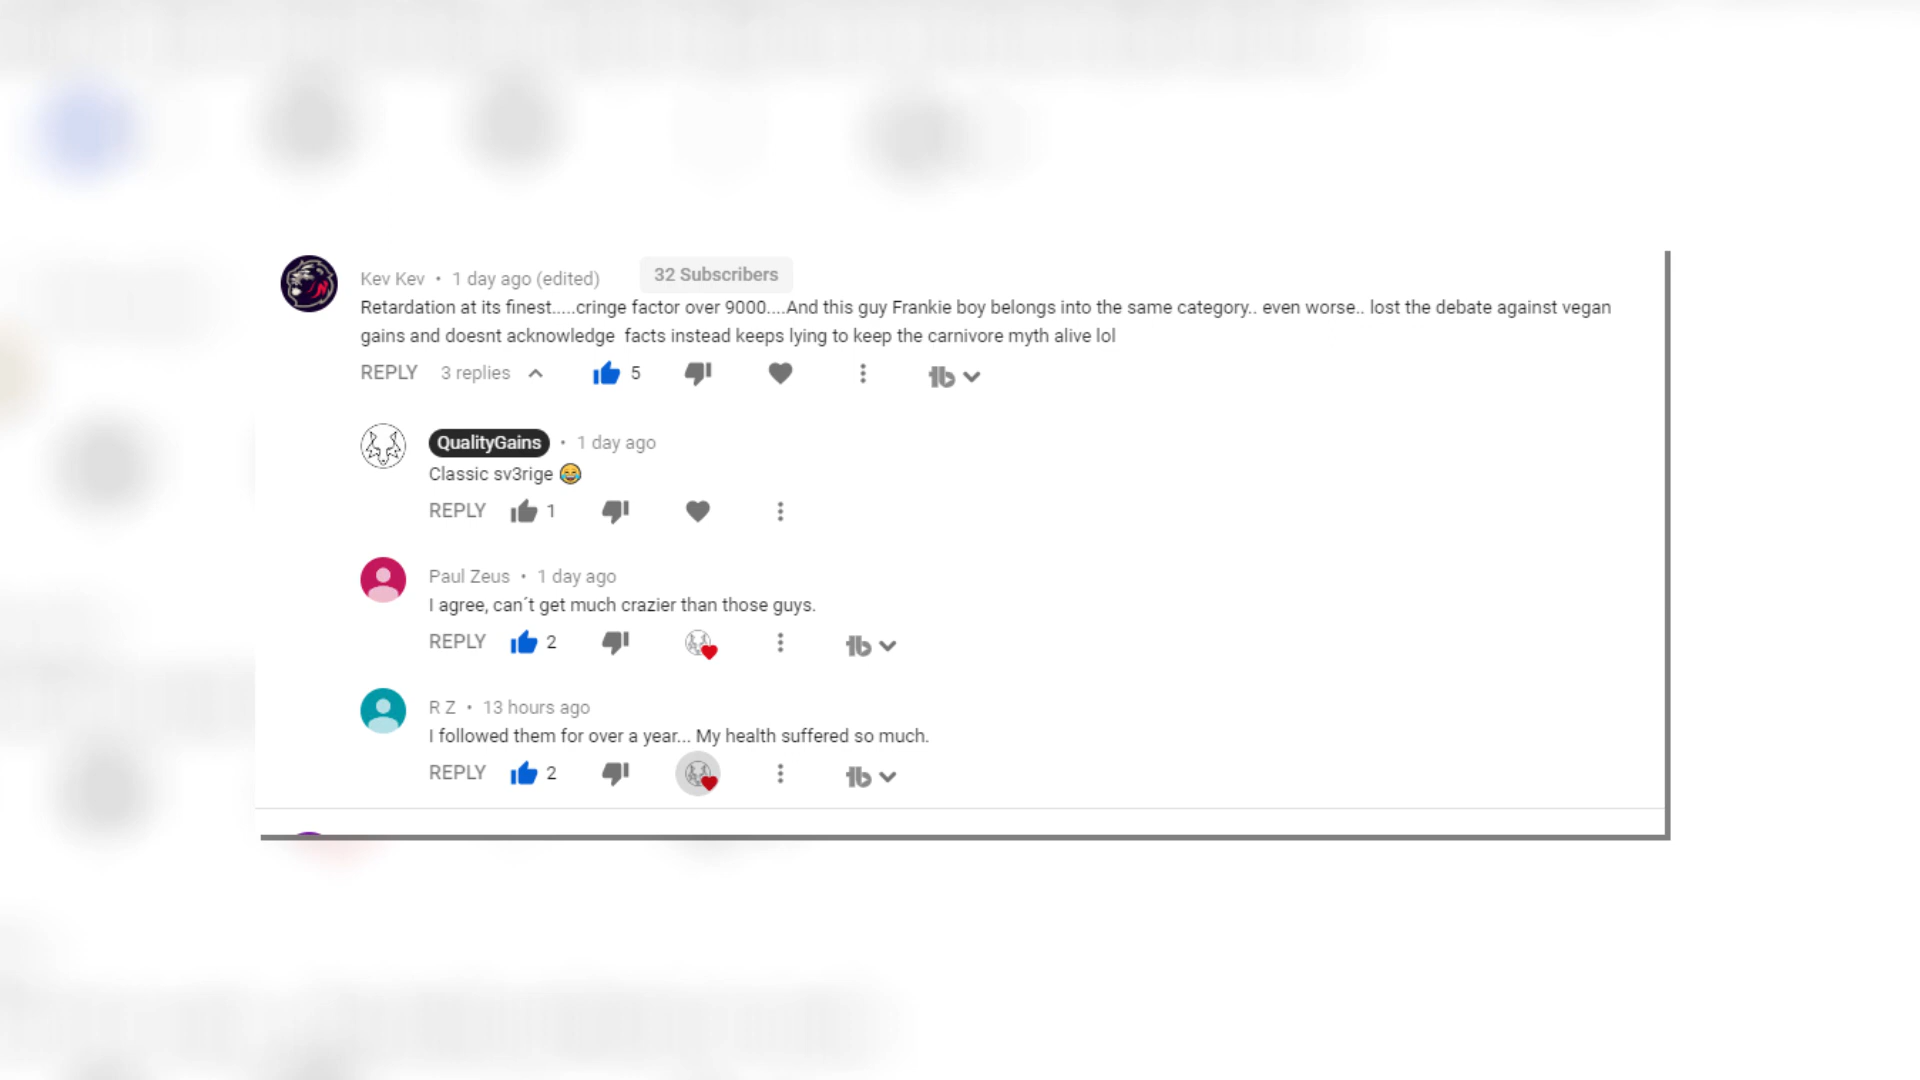 Kev Kev • 1 day ago (edited) 32 Subscribers
Retardation at its finest.....cringe factor over 9000....And this guy Frankie boy belongs into the same category.. even worse.. lost the debate against vegan
gains and doesnt acknowledge  facts instead keeps lying to keep the carnivore myth alive lol
REPLY 3 replies 5
QualityGains • 1 day ago
Classic sv3rige 😂
REPLY 1
Paul Zeus • 1 day ago
I agree, can´t get much crazier than those guys.
REPLY 2
R Z • 13 hours ago
I followed them for over a year... My health suffered so much.
REPLY 2